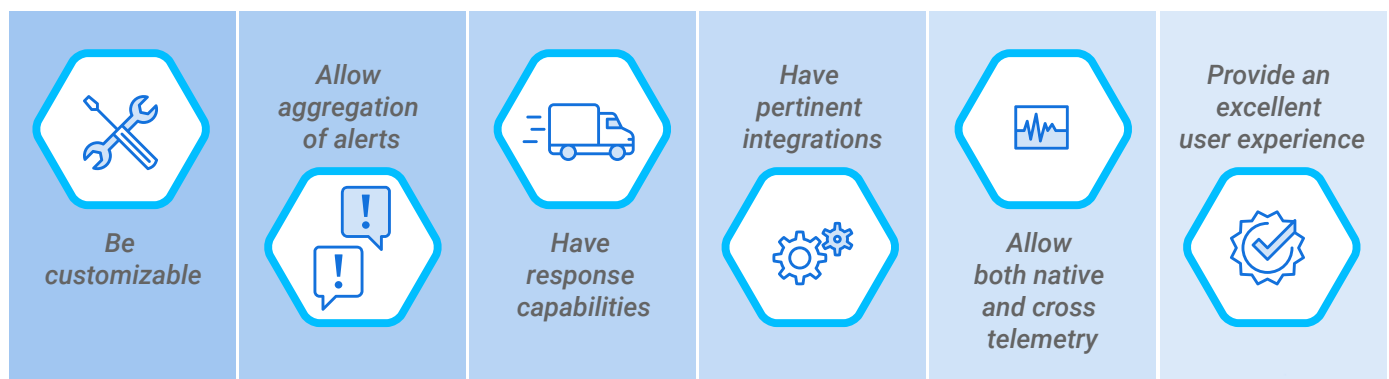 Be
customizable
Allow
aggregation
of alerts
Have
response
capabilities
Have
pertinent
integrations
Allow
both native
and cross
telemetry
Provide an
excellent
user experience